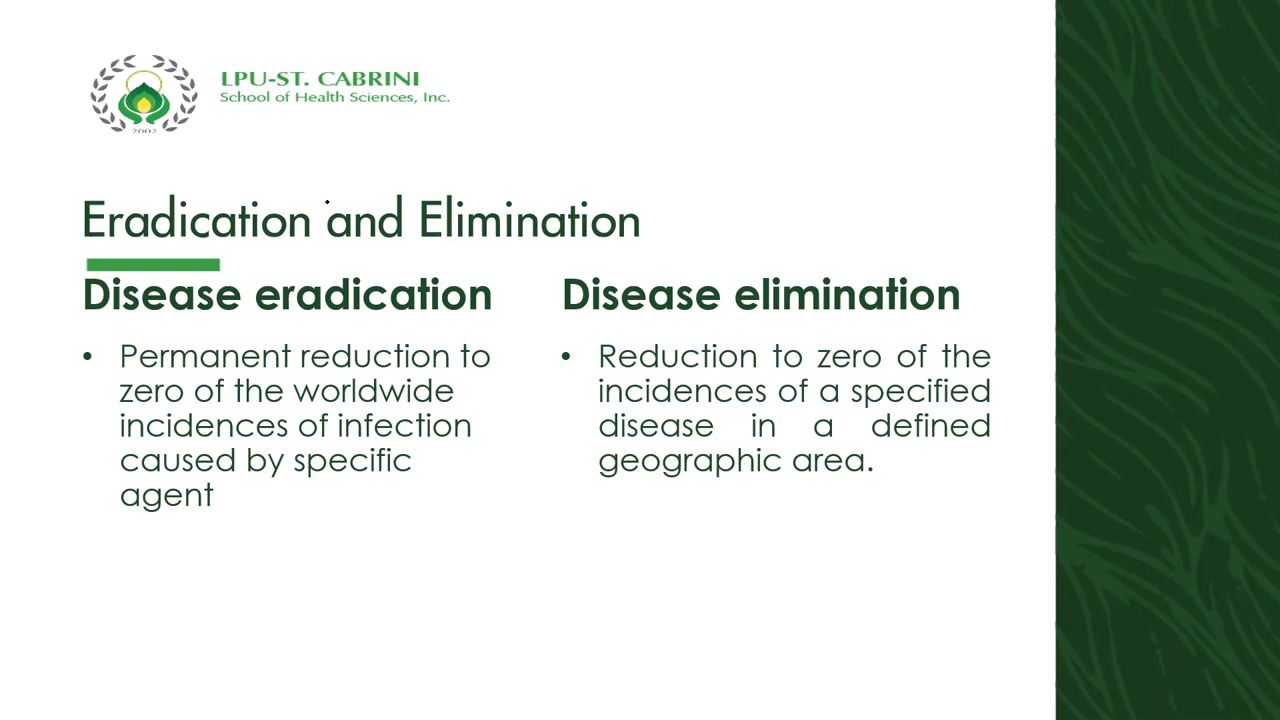 LPU-ST. CABRINI
School of Health Sciences, Inc.
2002
Eradication and Elimination
Disease eradication
• Permanent reduction to
zero of the worldwide
incidences of infection
caused by specific
agent
Disease elimination
• Reduction to zero of the
incidences of a specified
disease in a defined
geographic area.